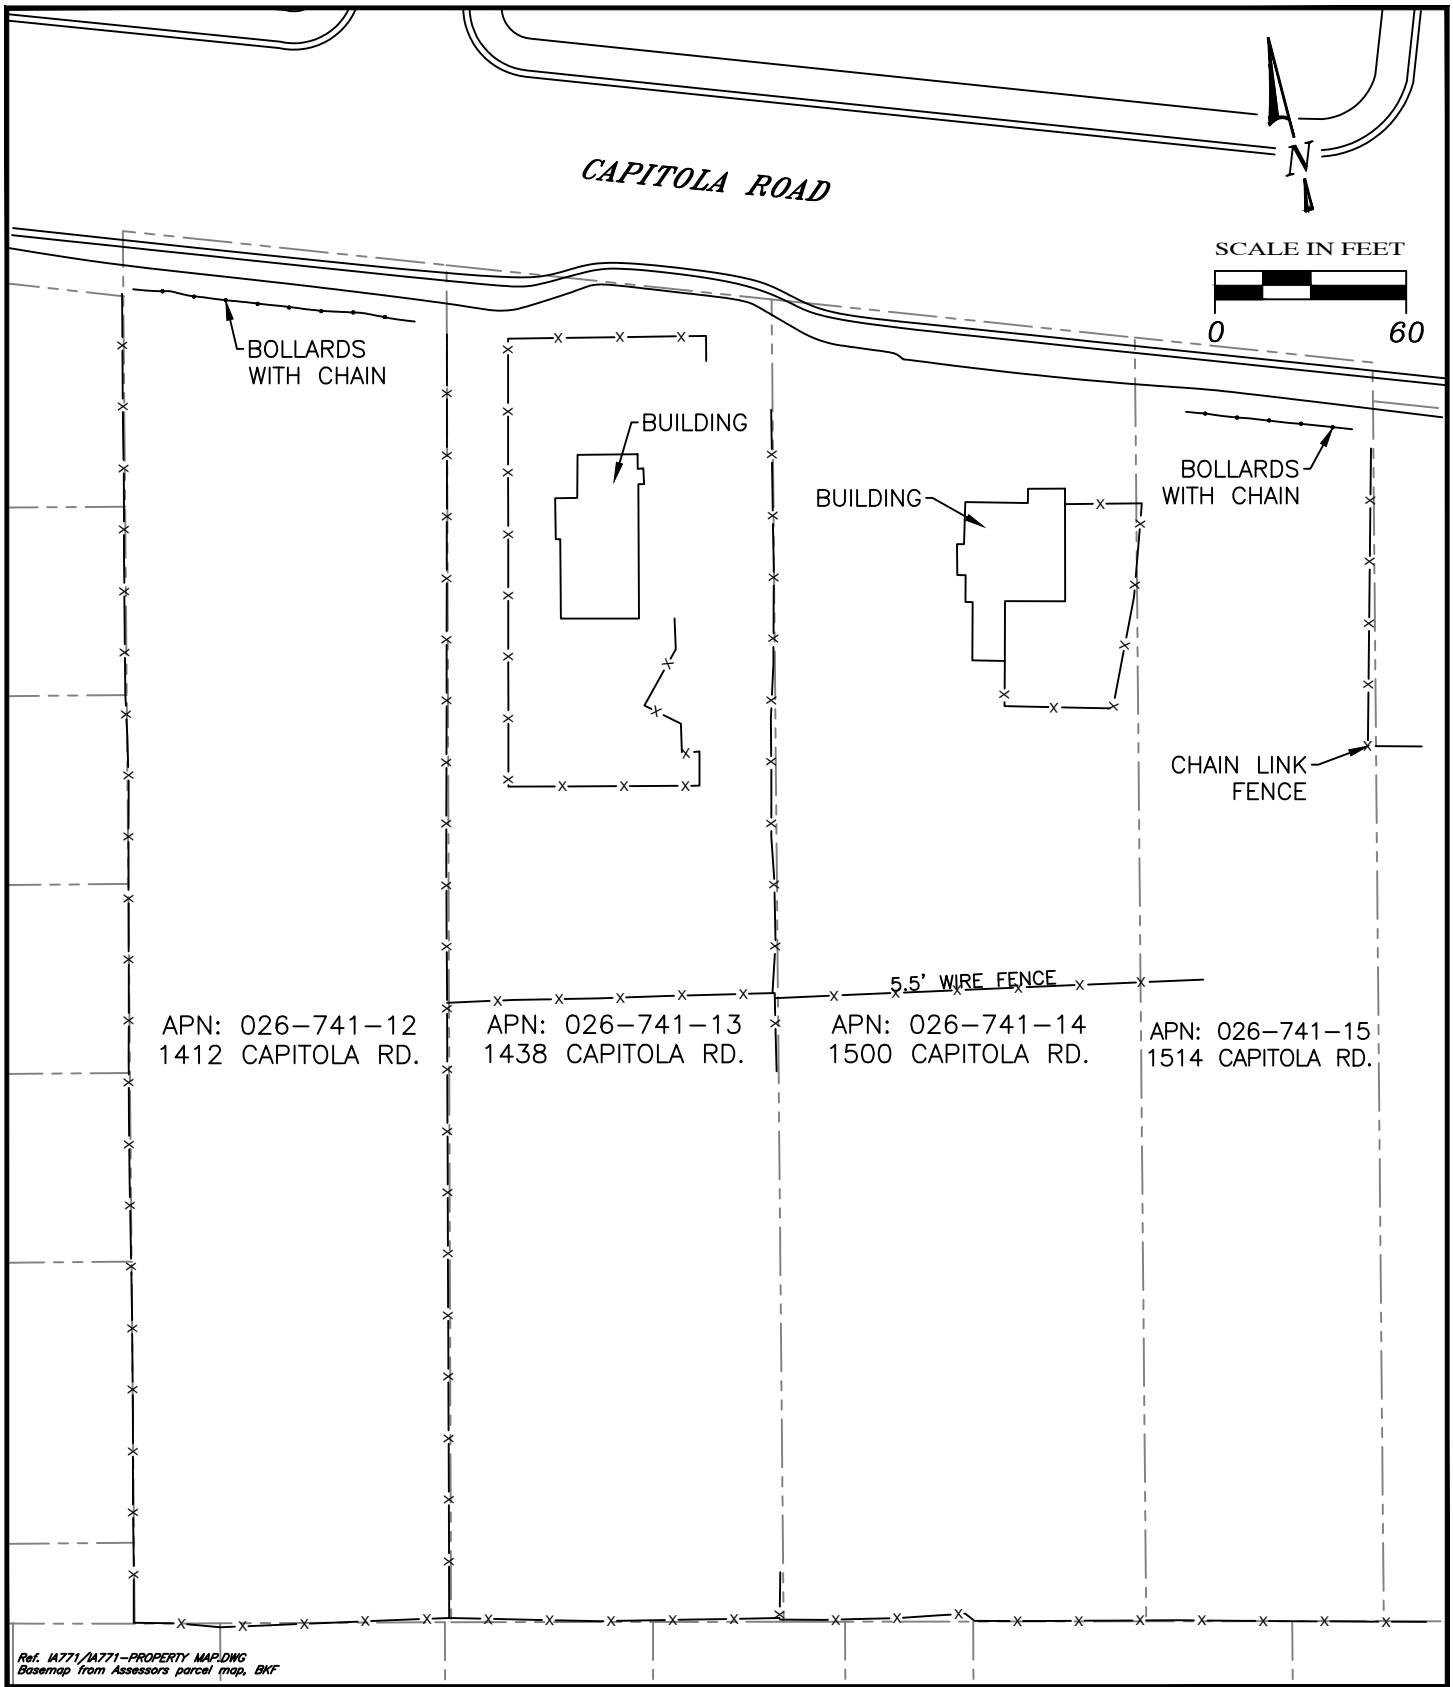 CAPITOLA ROAD
N
SCALE IN FEET
0 60
BOLLARDS
WITH CHAIN
BUILDING
BUILDING
BOLLARDS
WITH CHAIN
CHAIN LINK
FENCE
5.5' WIRE FENCE
APN: 026-741-12
1412 CAPITOLA RD.
APN: 026-741-13
1438 CAPITOLA RD.
APN: 026-741-14
1500 CAPITOLA RD.
APN: 026-741-15
1514 CAPITOLA RD.
Ref. IA771/IA771-PROPERTY MAP.DWG
Basemap from Assessors parcel map, BKF